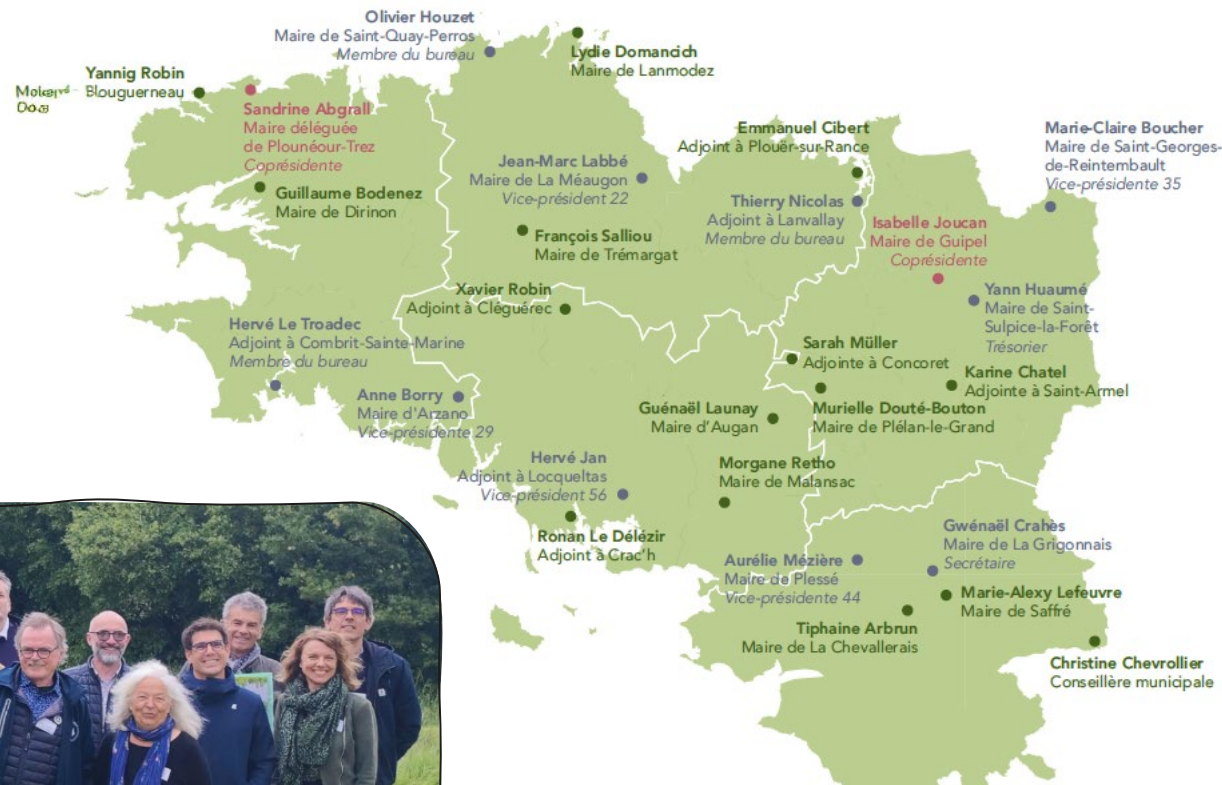 Olivier Houzet
Maire de Saint-Quay-Perros
Membre du bureau
Lydie Domancich
Maire de Lanmodez
Yannig Robin
Blouguerneau
Sandrine Abgrall
Maire déléguée
de Plounéour-Trez
Coprésidente
Guillaume Bodenez
Maire de Dirinon
Jean-Marc Labbé
Maire de La Méaugon
Vice-président 22
François Salliou
Maire de Trémargat
Emmanuel Cibert
Adjoint à Plouër-sur-Rance
Thierry Nicolas
Adjoint à Lanvallay
Membre du bureau
Marie-Claire Boucher
Maire de Saint-Georges-
de-Reintembault
Vice-présidente 35
Isabelle Joucan
Maire de Guipel
Coprésidente
Yann Huaumé
Maire de Saint-
Sulpice-la-Forêt
Trésorier
Xavier Robin
Adjoint à Cléguérec
Hervé Le Troadec
Adjoint à Combrit-Sainte-Marine
Membre du bureau
Sarah Müller
Adjointe à Concoret
Karine Chatel
Adjointe à Saint-Armel
Anne Borry
Maire d'Arzano
Vice-présidente 29
Guénaël Launay
Maire d'Augan
Murielle Douté-Bouton
Maire de Plélan-le-Grand
Hervé Jan
Adjoint à Locqueltas
Vice-président 56
Morgane Retho
Maire de Malansac
Ronan Le Délézir
Adjoint à Crac'h
Gwénaël Crahès
Maire de La Grigonnais
Secrétaire
Aurélie Mézière
Maire de Plessé
Vice-présidente 44
Marie-Alexy Lefeuvre
Maire de Saffré
Tiphaine Arbrun
Maire de La Chevallerais
Christine Chevrollier
Conseillère municipale